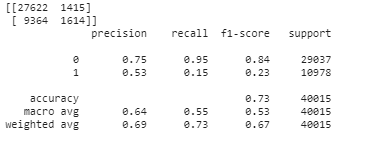 [[27622 1415]
[ 9364 1614]]
precision recall f1-score support
0 0.75 0.95 0.84 29037
1 0.53 0.15 0.23 10978
accuracy 0.73 40015
macro avg 0.64 0.55 0.53 40015
weighted avg 0.69 0.73 0.67 40015